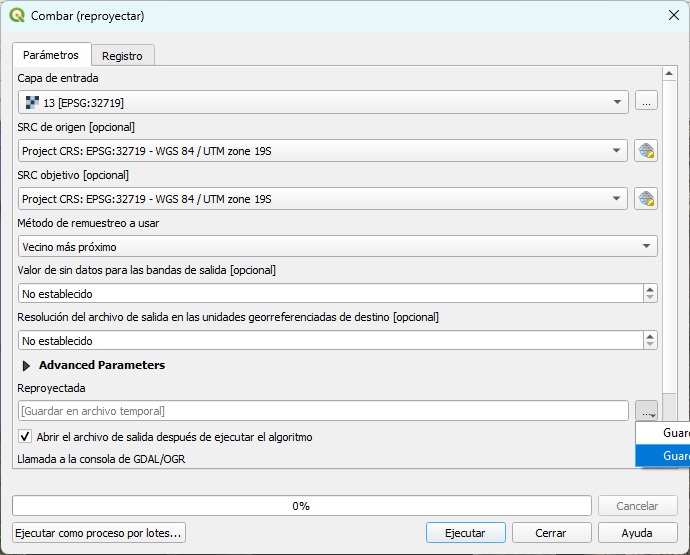 Combar (reproyectar)
Parámetros
Registro
Capa de entrada
13 [EPSG:32719]
...
SRC de origen [opcional]
Project CRS: EPSG:32719 - WGS 84 / UTM zone 19S
SRC objetivo [opcional]
Project CRS: EPSG:32719 - WGS 84 / UTM zone 19S
Método de remuestreo a usar
Vecino más próximo
Valor de sin datos para las bandas de salida [opcional]
No establecido
Resolución del archivo de salida en las unidades georreferenciadas de destino [opcional]
No establecido
Advanced Parameters
Reproyectada
[Guardar en archivo temporal]
...
Abrir el archivo de salida después de ejecutar el algoritmo
Llamada a la consola de GDAL/OGR
0%
Cancelar
Ejecutar como proceso por lotes...
Ejecutar
Cerrar
Ayuda